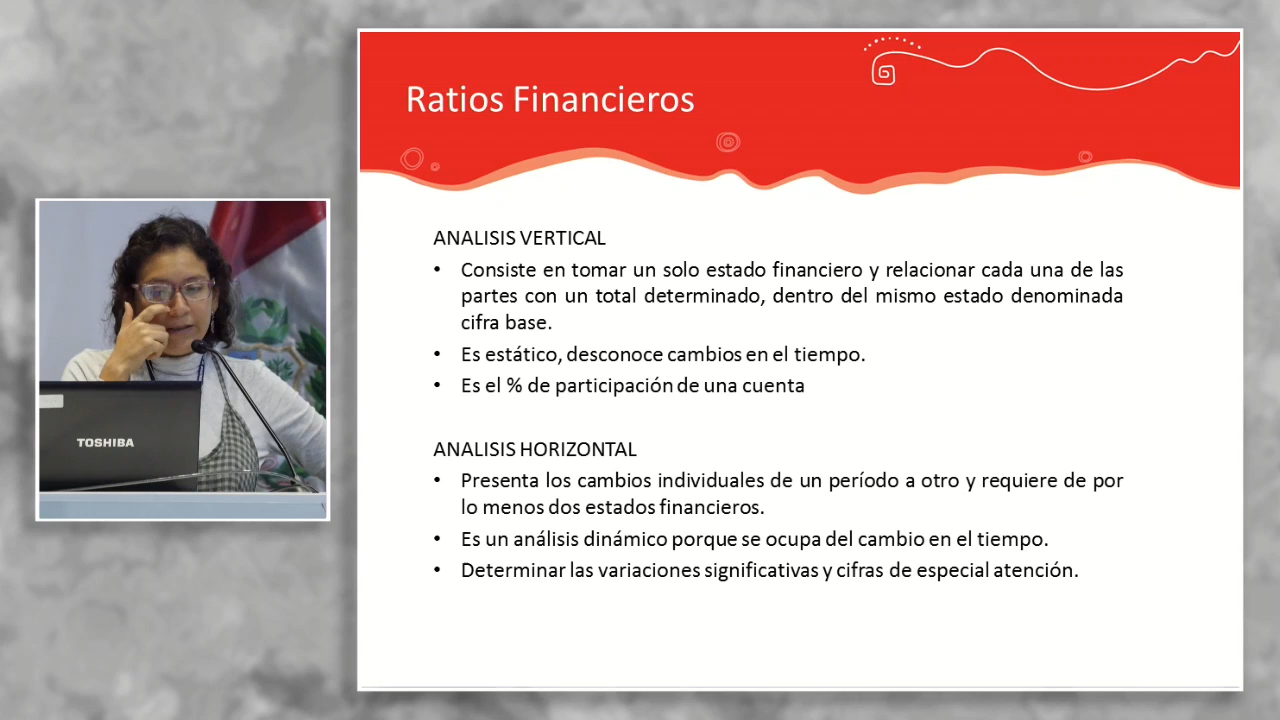 Ratios Financieros
ANALISIS VERTICAL
• Consiste en tomar un solo estado financiero y relacionar cada una de las
partes con un total determinado, dentro del mismo estado denominada
cifra base.
• Es estático, desconoce cambios en el tiempo.
• Es el % de participación de una cuenta
ANALISIS HORIZONTAL
• Presenta los cambios individuales de un período a otro y requiere de por
lo menos dos estados financieros.
• Es un análisis dinámico porque se ocupa del cambio en el tiempo.
• Determinar las variaciones significativas y cifras de especial atención.
TOSHIBA